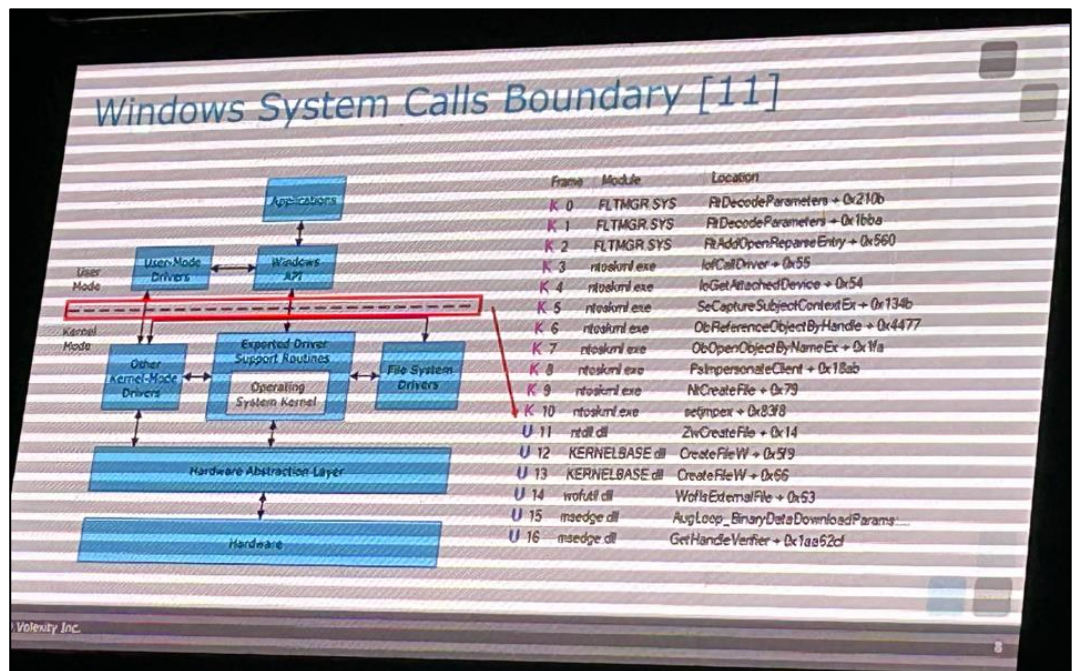 Windows System Calls Boundary [11]
Applications
User-Mode
Drivers
Windows
API
User
Mode
Kernel
Mode
Other
Kernel-Mode
Drivers
Exported Driver
Support Routines
Operating
System Kernel
File System
Drivers
Hardware Abstraction Layer
Hardware
Frame Module Location
K 0 FLTMGR.SYS FltDecodeParameters + 0x210b
K 1 FLTMGR.SYS FltDecodeParameters + 0x1bba
K 2 FLTMGR.SYS FltAddOpenReparseEntry + 0x560
K 3 ntoskrnl.exe IofCallDriver + 0x55
K 4 ntoskrnl.exe IoGetAttachedDevice + 0x54
K 5 ntoskrnl.exe SeCaptureSubjectContextEx + 0x134b
K 6 ntoskrnl.exe ObReferenceObjectByHandle + 0x4477
K 7 ntoskrnl.exe ObOpenObjectByNameEx + 0x1fa
K 8 ntoskrnl.exe PsImpersonateClient + 0x18ab
K 9 ntoskrnl.exe NtCreateFile + 0x79
K 10 ntoskrnl.exe setjmpex + 0x83f8
U 11 ntdll.dll ZwCreateFile + 0x14
U 12 KERNELBASE.dll CreateFileW + 0x5f9
U 13 KERNELBASE.dll CreateFileW + 0x66
U 14 wofutil.dll WofIsExternalFile + 0x53
U 15 msedge.dll AugLoop_BinaryDataDownloadParams:...
U 16 msedge.dll GetHandleVerifier +
Volexity Inc.
8